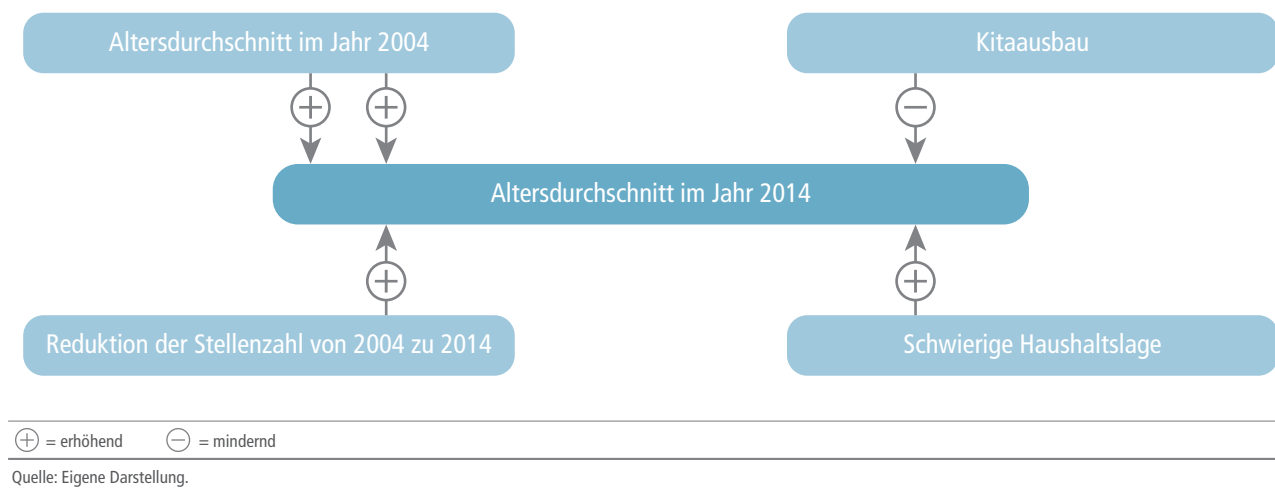 Altersdurchschnitt im Jahr 2004
Kitaausbau
Altersdurchschnitt im Jahr 2014
Reduktion der Stellenzahl von 2004 zu 2014
Schwierige Haushaltslage
+ = erhöhend − = mindernd
Quelle: Eigene Darstellung.